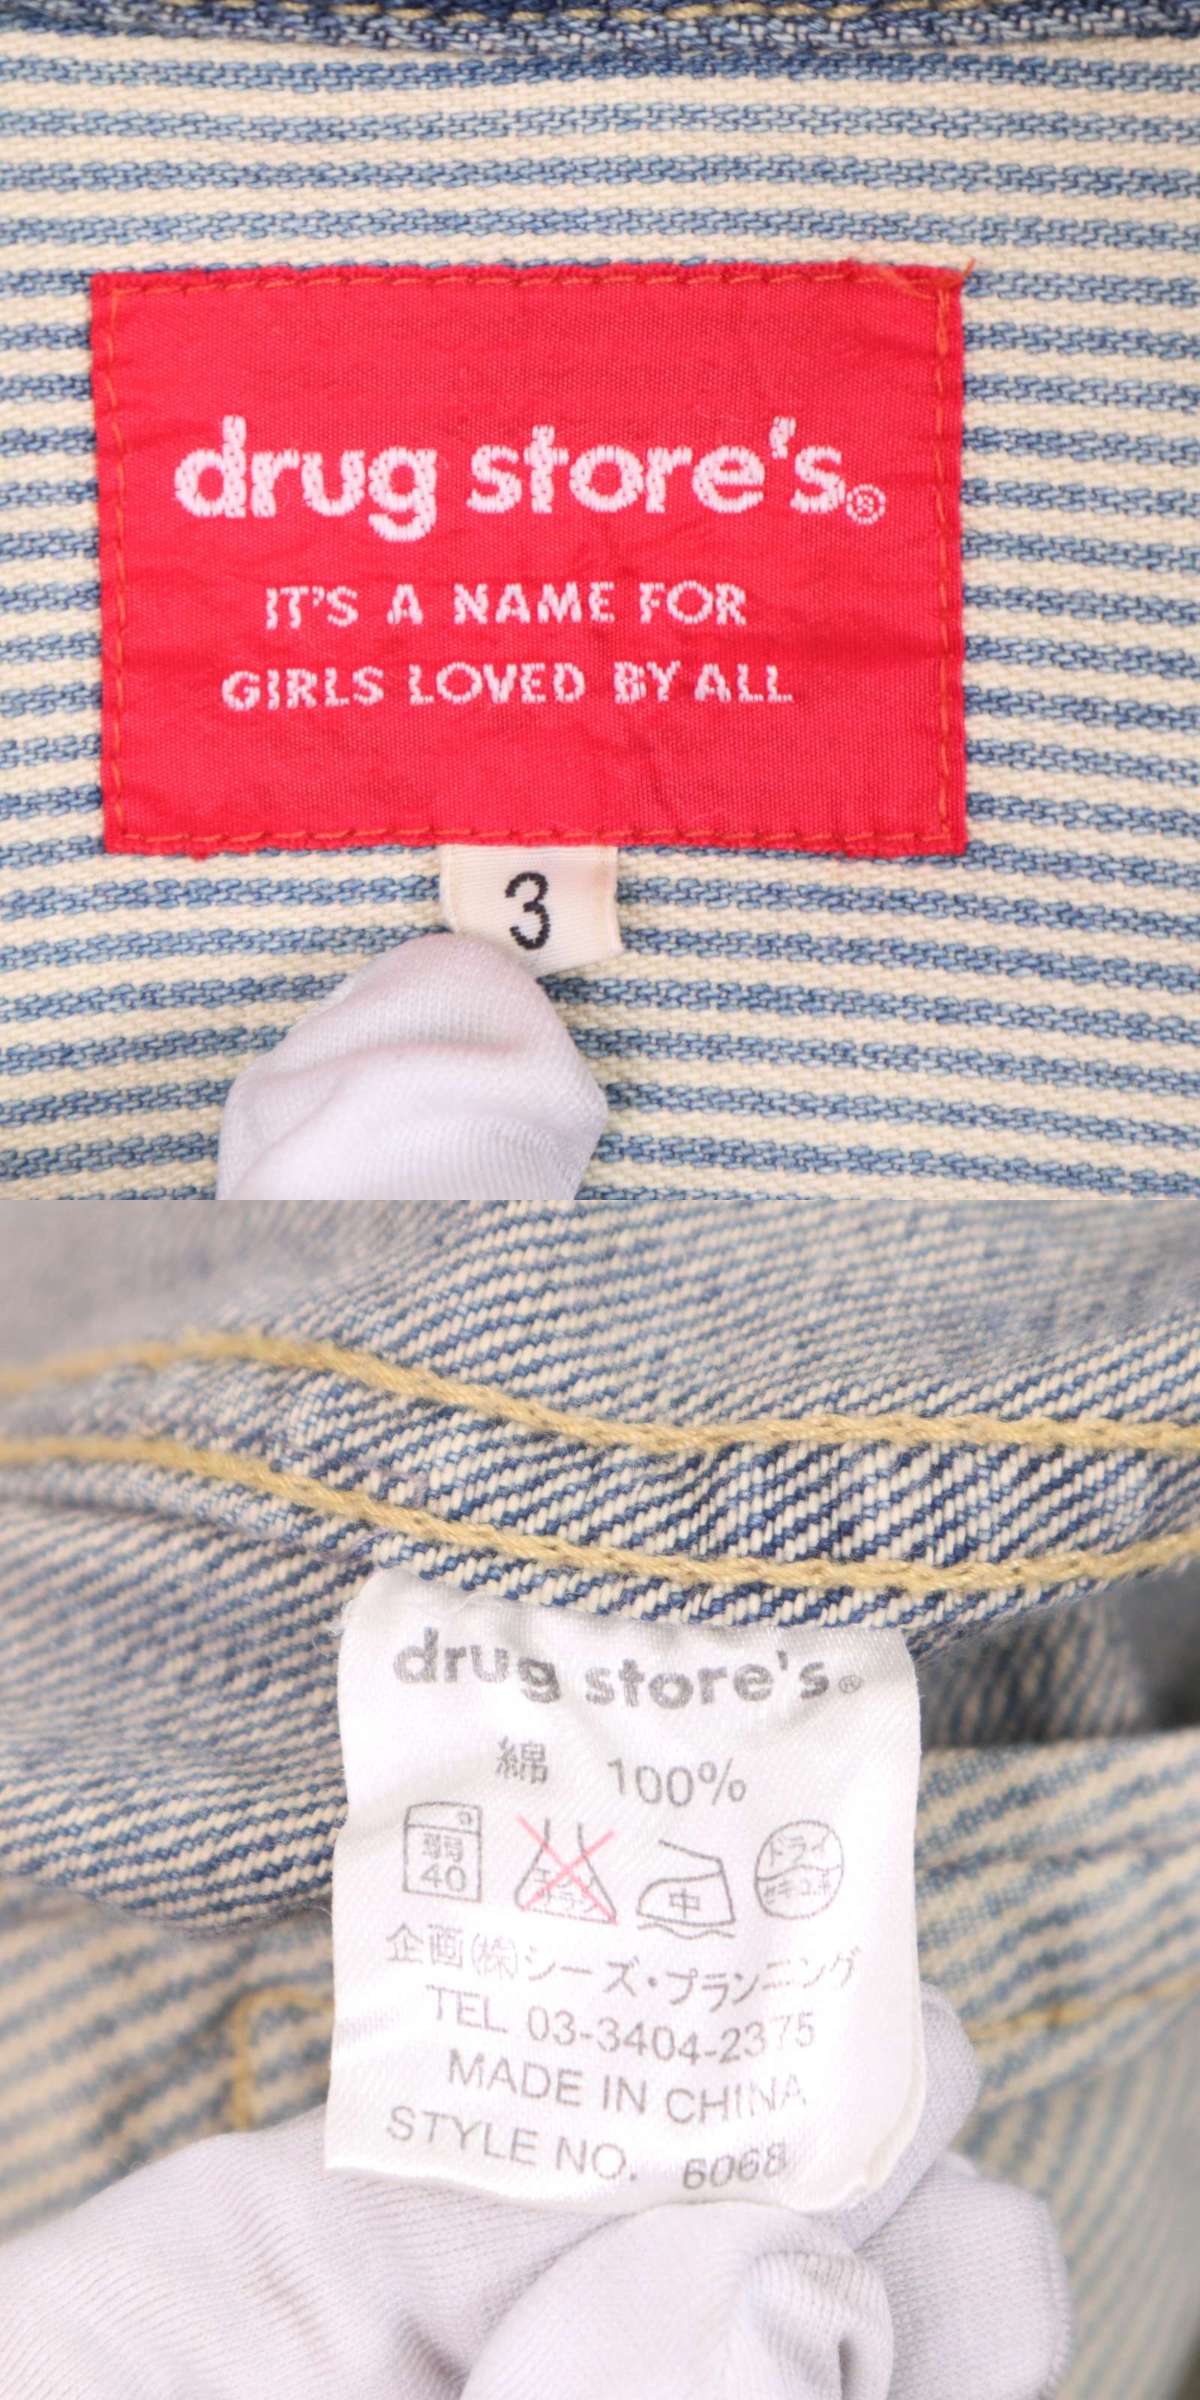 drug store's®
IT'S A NAME FOR
GIRLS LOVED BY ALL
3
drug store's®
綿 100%
弱 40 中 ドライ
企画(株)シーズ・プランニング
TEL 03-3404-2375
MADE IN CHINA
STYLE NO. 6068